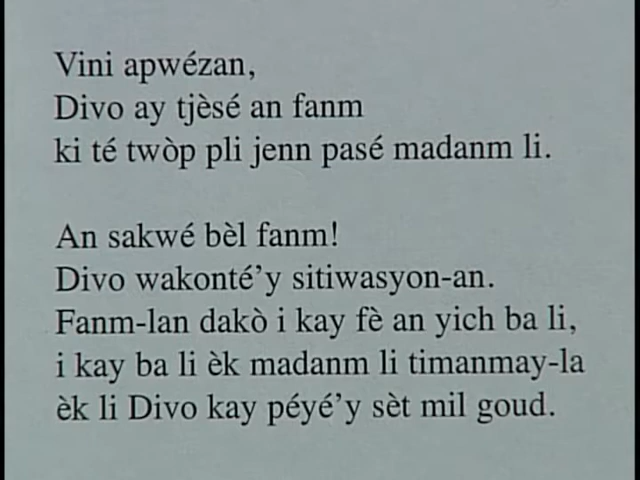 Vini apwézan,
Divo ay tjèsé an fanm
ki té twòp pli jenn pasé madanm li.
An sakwé bèl fanm!
Divo wakonté’y sitiwasyon-an.
Fanm-lan dakò i kay fè an yich ba li,
i kay ba li èk madanm li timanmay-la
èk li Divo kay péyé’y sèt mil goud.